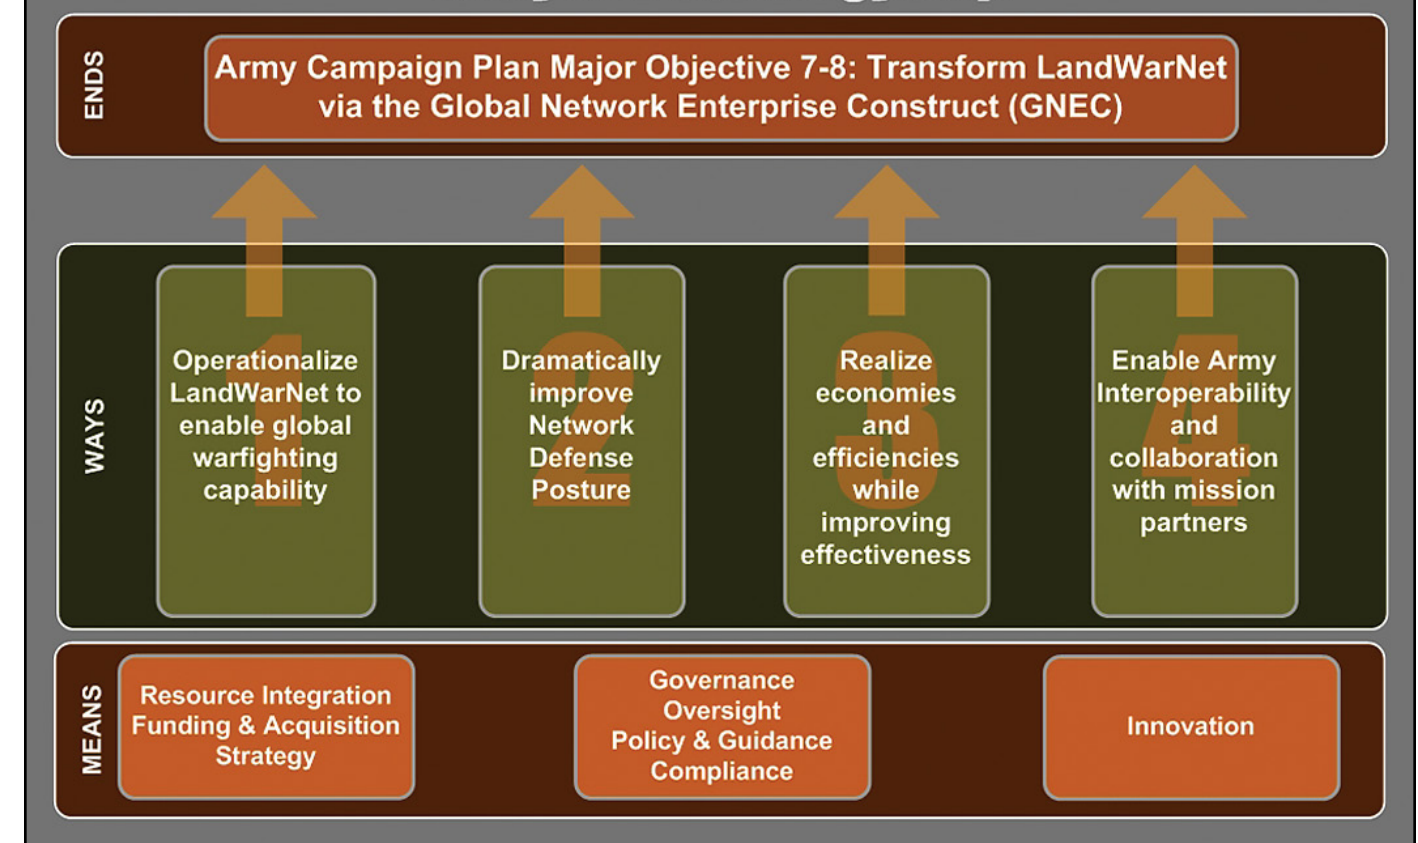 ENDS
Army Campaign Plan Major Objective 7-8: Transform LandWarNet
via the Global Network Enterprise Construct (GNEC)
WAYS
1
Operationalize
LandWarNet to
enable global
warfighting
capability
2
Dramatically
improve
Network
Defense
Posture
3
Realize
economies
and
efficiencies
while
improving
effectiveness
4
Enable Army
Interoperability
and
collaboration
with mission
partners
MEANS
Resource Integration
Funding & Acquisition
Strategy
Governance
Oversight
Policy & Guidance
Compliance
Innovation